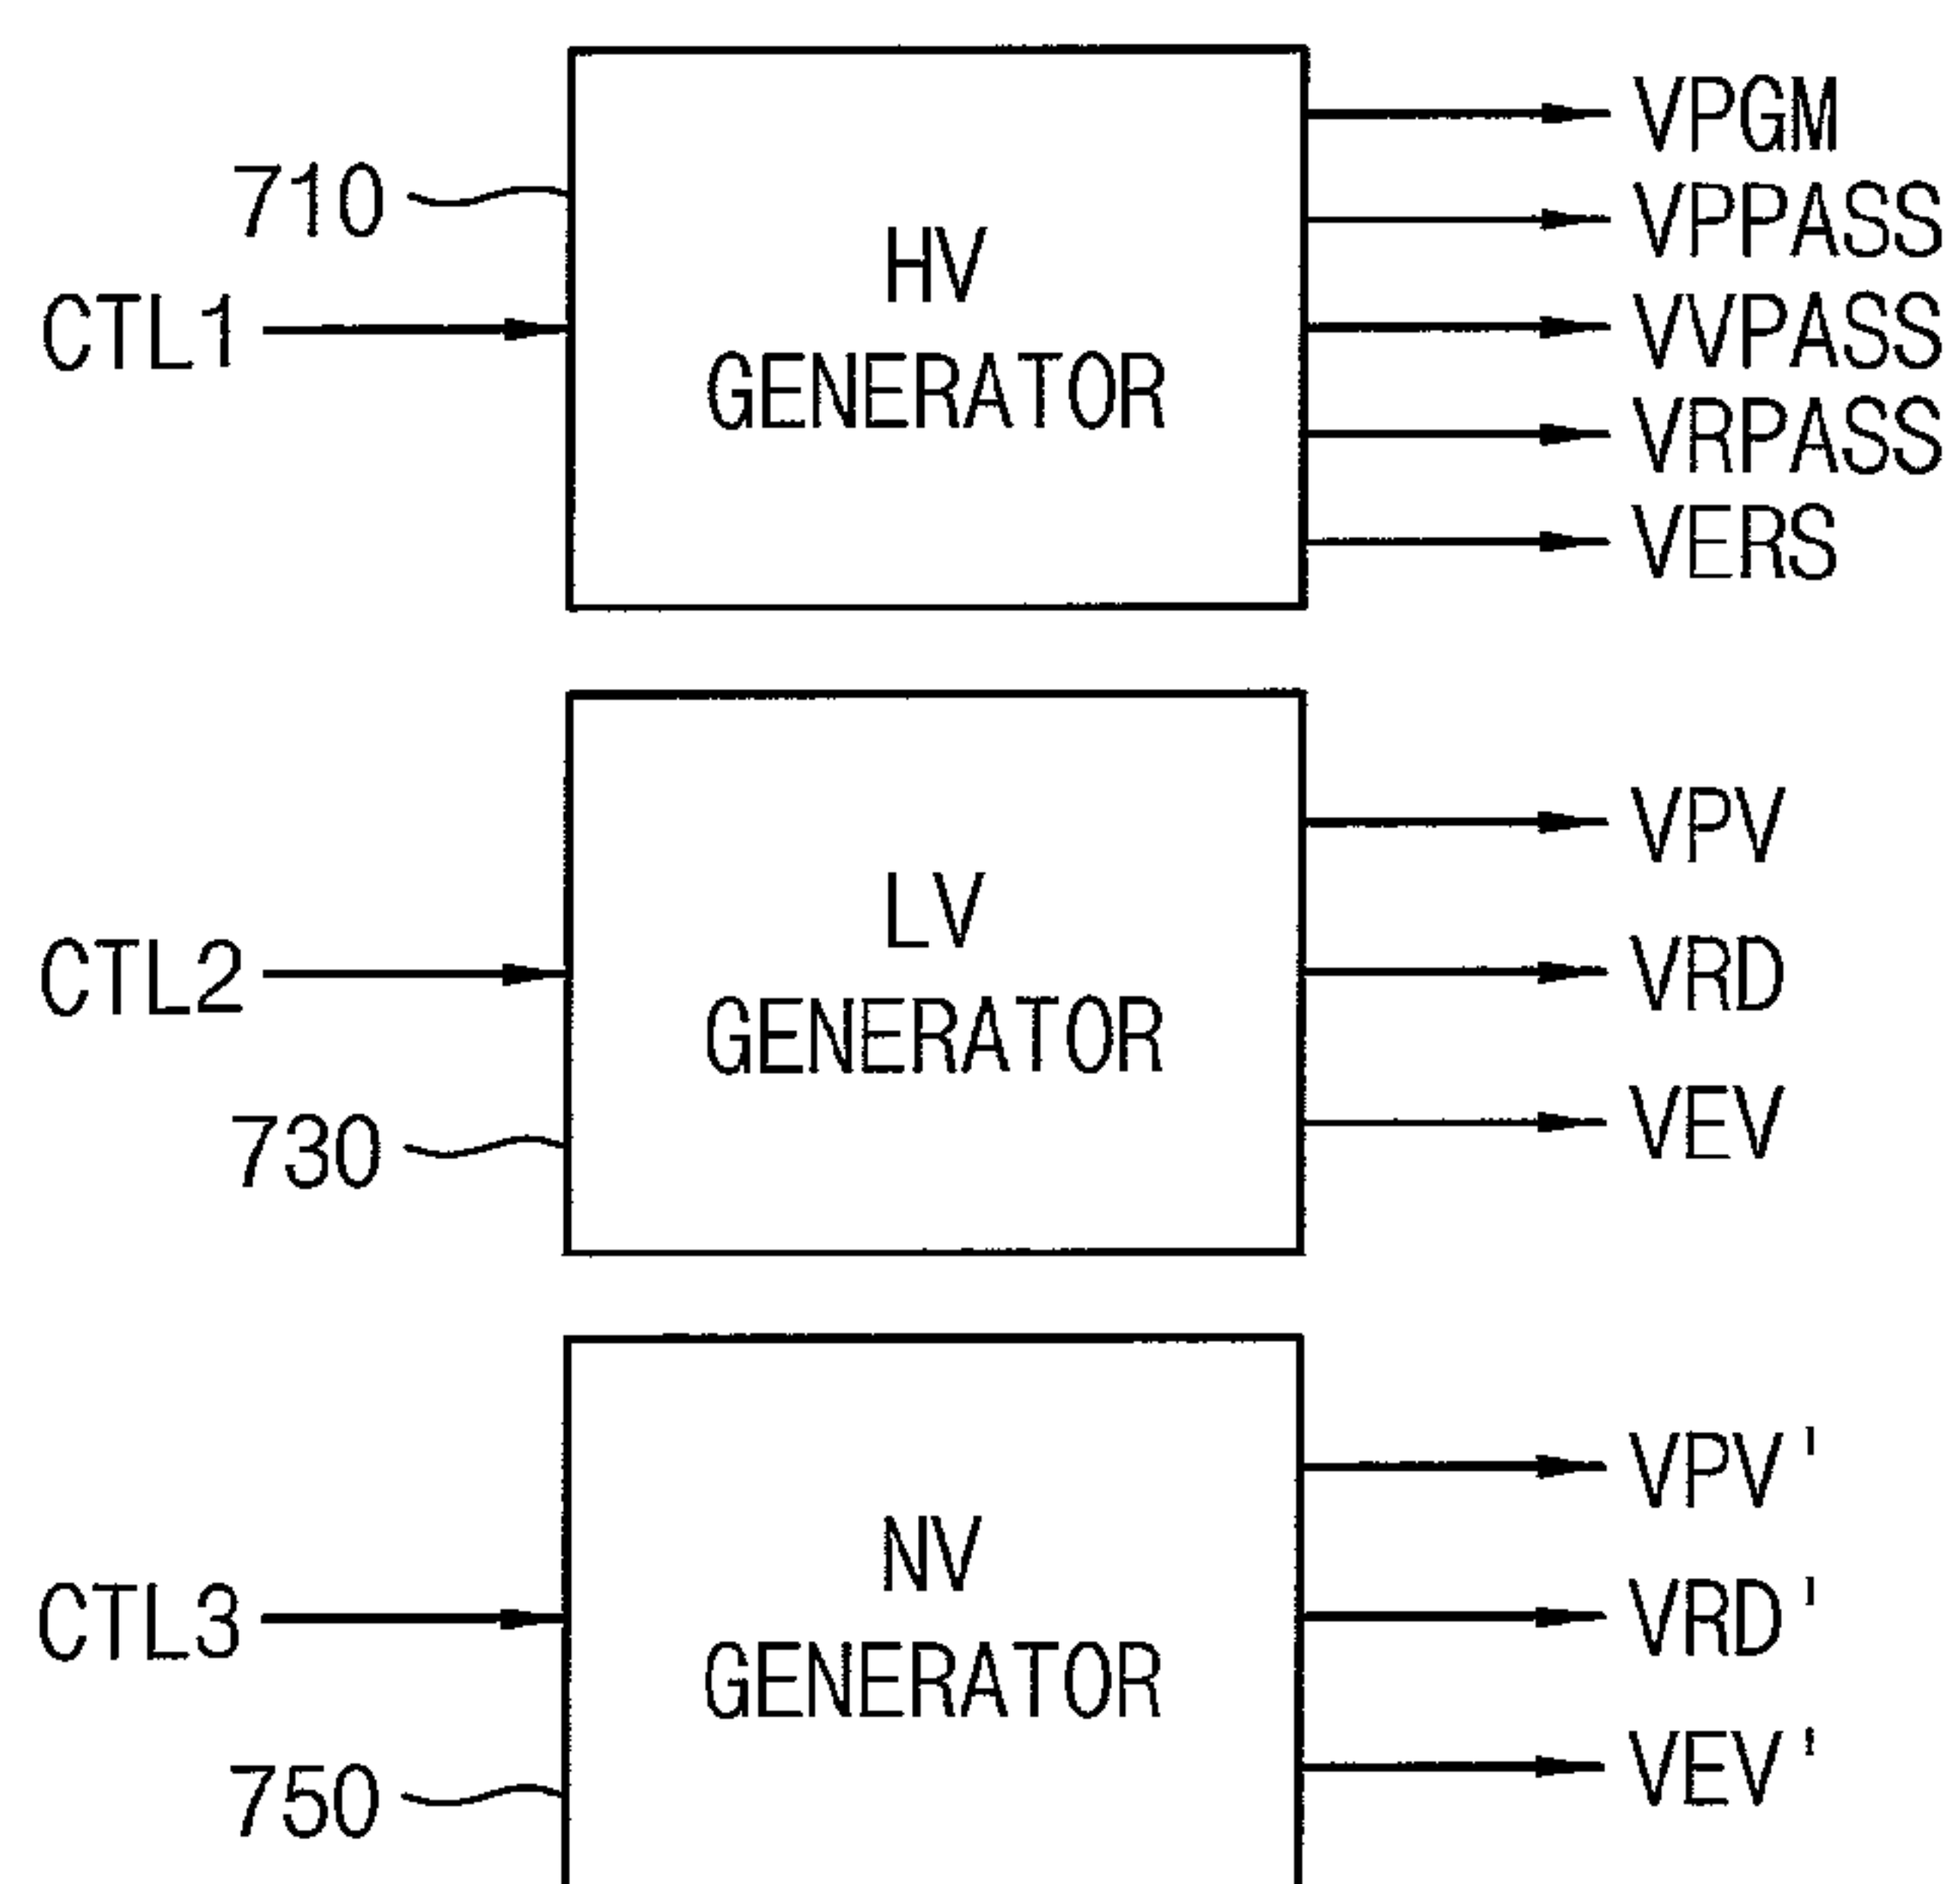 VPGM
710
VPPASS
HV
CTL1
VVPASS
GENERATOR
VRPASS
VERS
VPV
LV
CTL2
VRD
GENERATOR
730
VEV
VPV'
NV
CTL3
VRD'
GENERATOR
750
VEV'